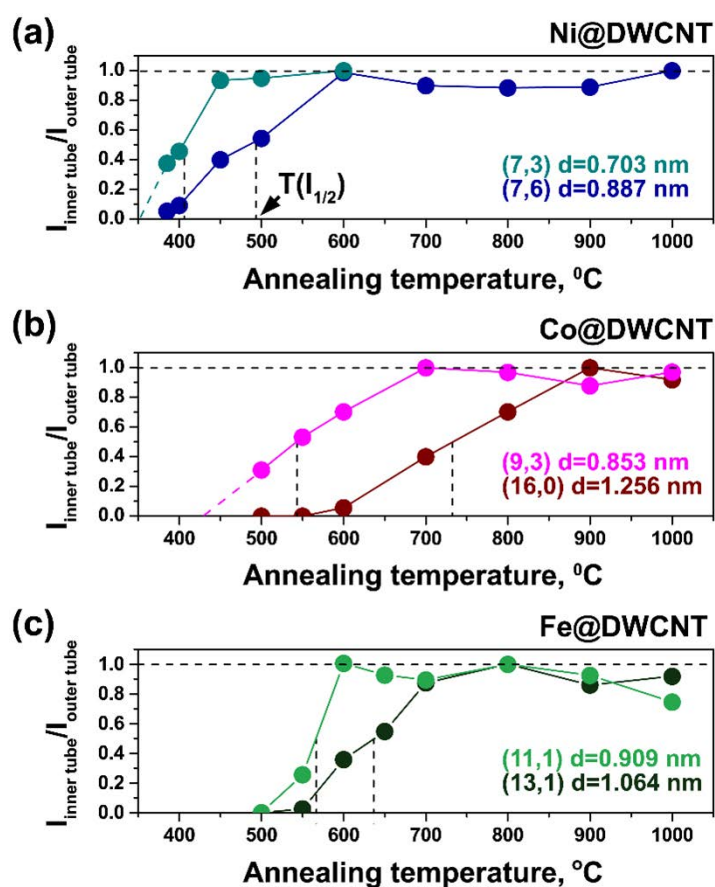 (a)
Ni@DWCNT
I inner tube/I outer tube
1.0
0.8
0.6
0.4
0.2
0.0
(7,3) d=0.703 nm
(7,6) d=0.887 nm
T(I1/2)
400 500 600 700 800 900 1000
Annealing temperature, ⁰C
(b)
Co@DWCNT
I inner tube/I outer tube
1.0
0.8
0.6
0.4
0.2
0.0
(9,3) d=0.853 nm
(16,0) d=1.256 nm
400 500 600 700 800 900 1000
Annealing temperature, ⁰C
(c)
Fe@DWCNT
I inner tube/I outer tube
1.0
0.8
0.6
0.4
0.2
0.0
(11,1) d=0.909 nm
(13,1) d=1.064 nm
400 500 600 700 800 900 1000
Annealing temperature, °C